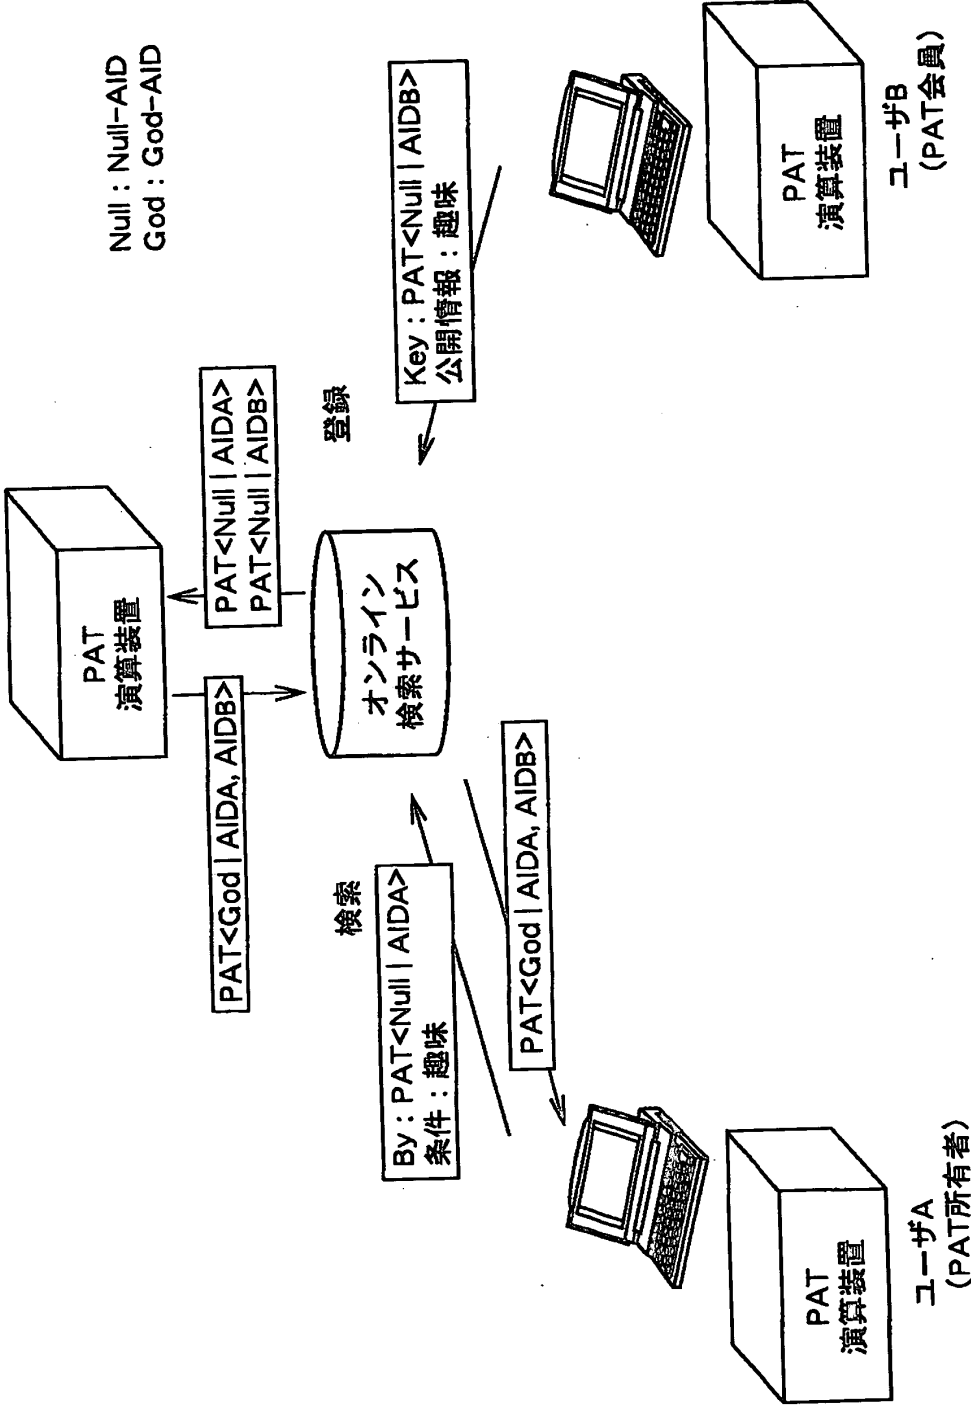 Null : Null-AID
God : God-AID
PAT
演算装置
PAT<God | AIDA, AIDB>
PAT<Null | AIDA>
PAT<Null | AIDB>
オンライン
検索サービス
検索
By : PAT<Null | AIDA>
条件 : 趣味
PAT<God | AIDA, AIDB>
登録
Key : PAT<Null | AIDB>
公開情報 : 趣味
PAT
演算装置
ユーザA
(PAT所有者)
PAT
演算装置
ユーザB
(PAT会員)